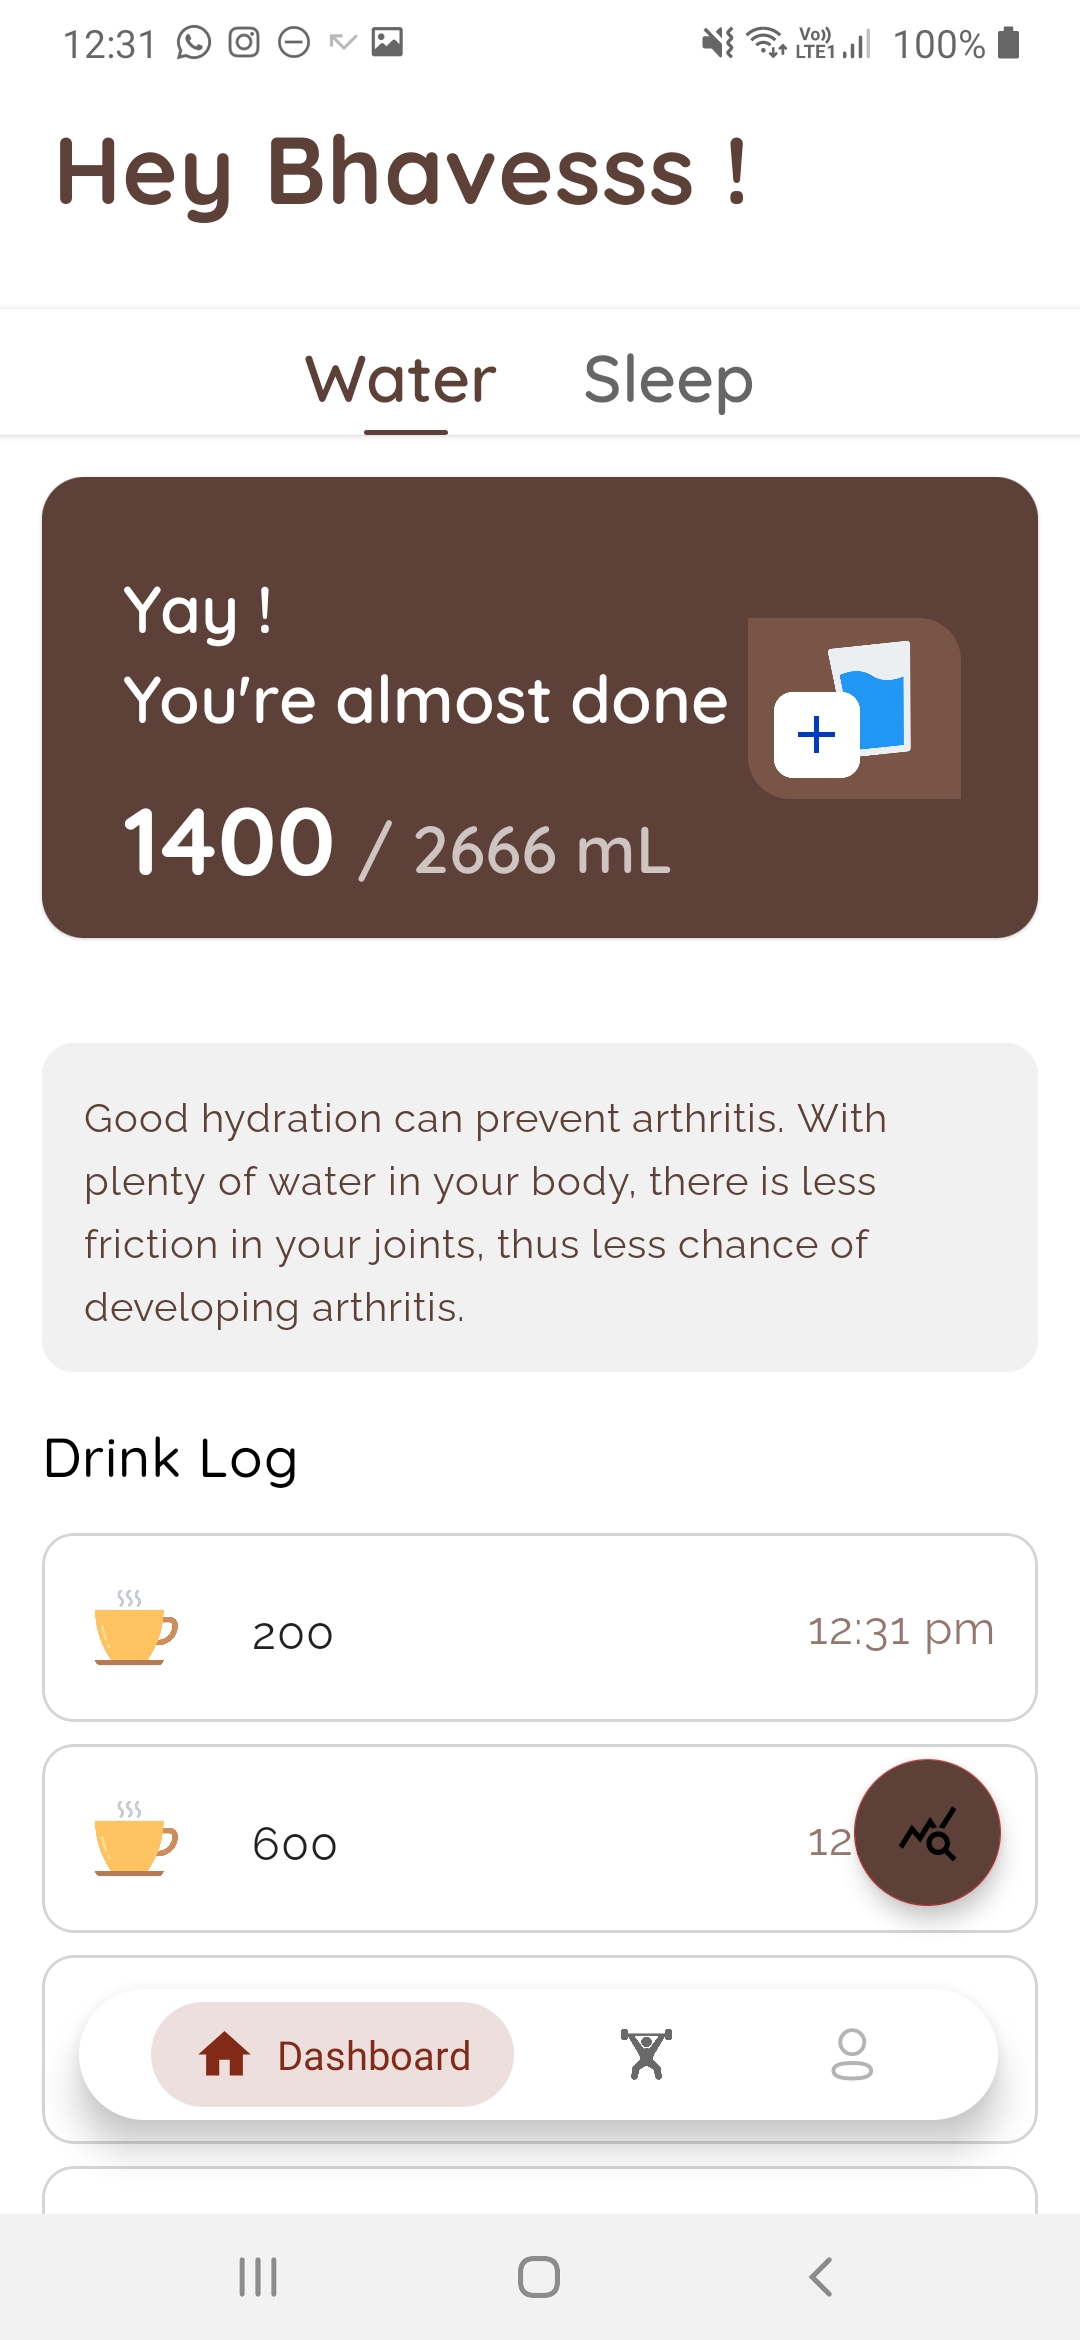 12:31
Vo))
LTE1
100%
Hey Bhavesss !
Water Sleep
Yay !
You're almost done
1400 / 2666 mL
Good hydration can prevent arthritis. With
plenty of water in your body, there is less
friction in your joints, thus less chance of
developing arthritis.
Drink Log
200 12:31 pm
600 12
Dashboard